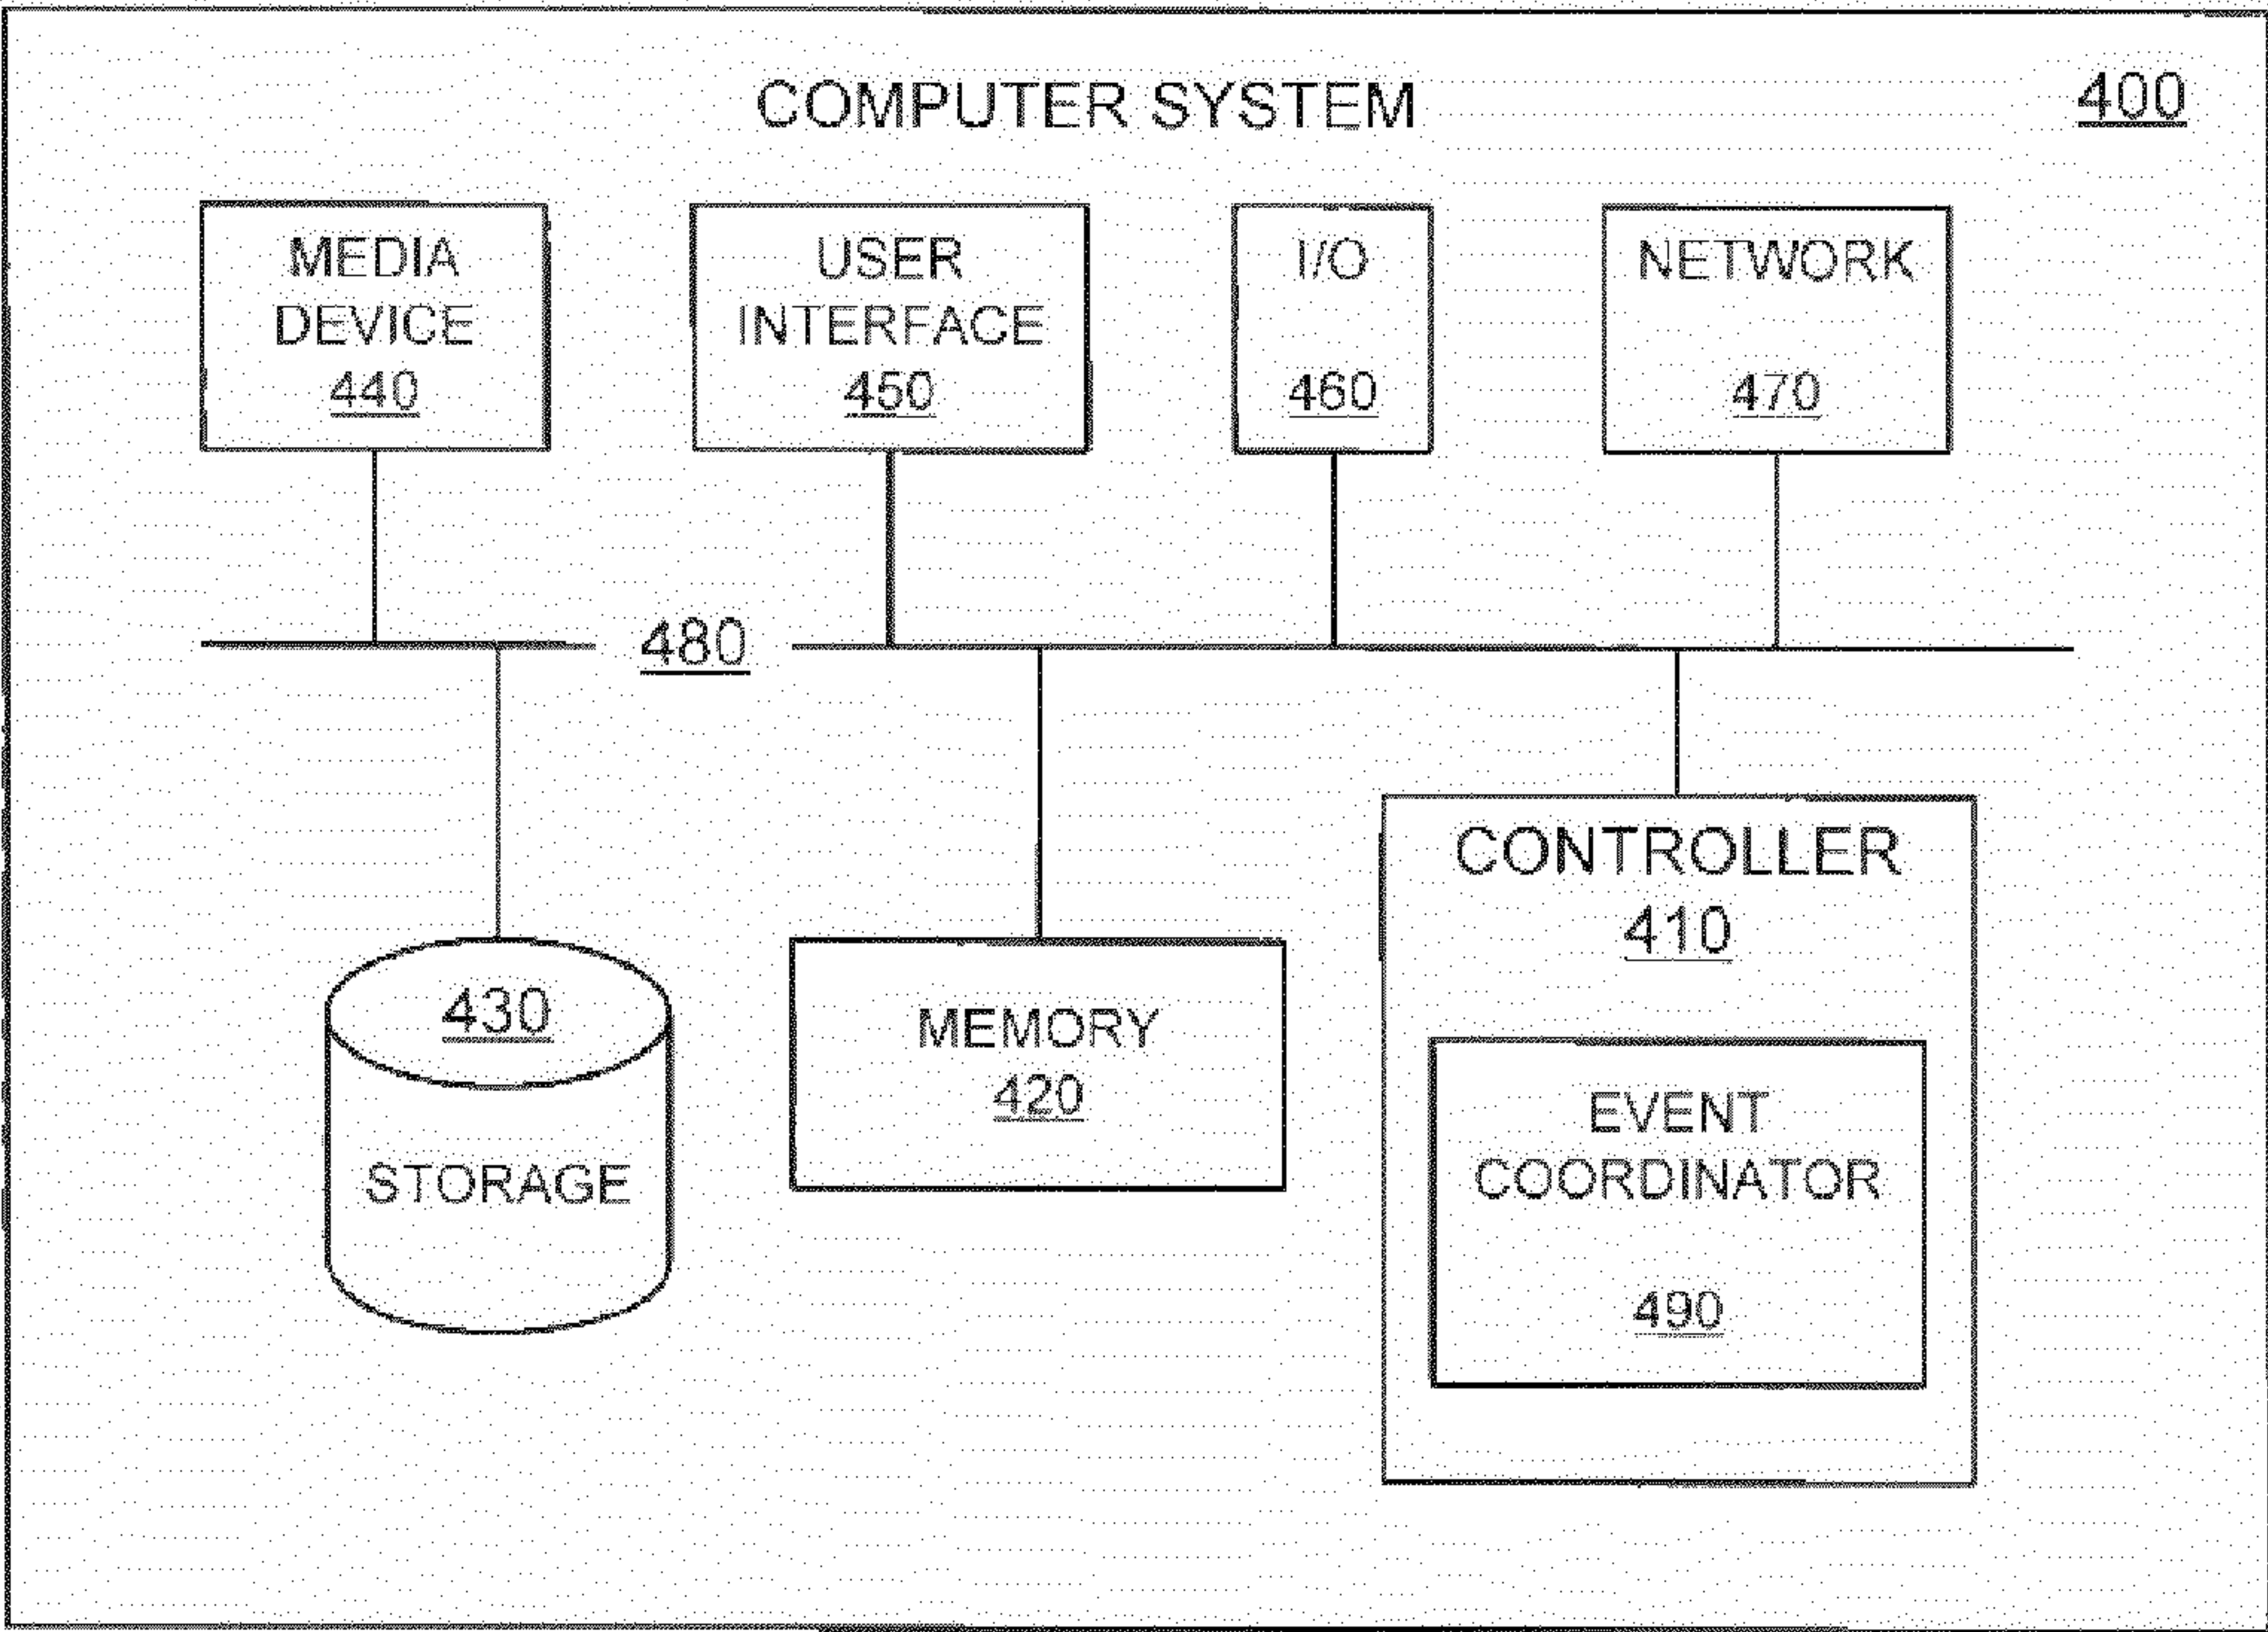 COMPUTER SYSTEM
400
MEDIA
DEVICE
440
USER
INTERFACE
450
I/O
460
NETWORK
470
480
430
STORAGE
MEMORY
420
CONTROLLER
410
EVENT
COORDINATOR
490